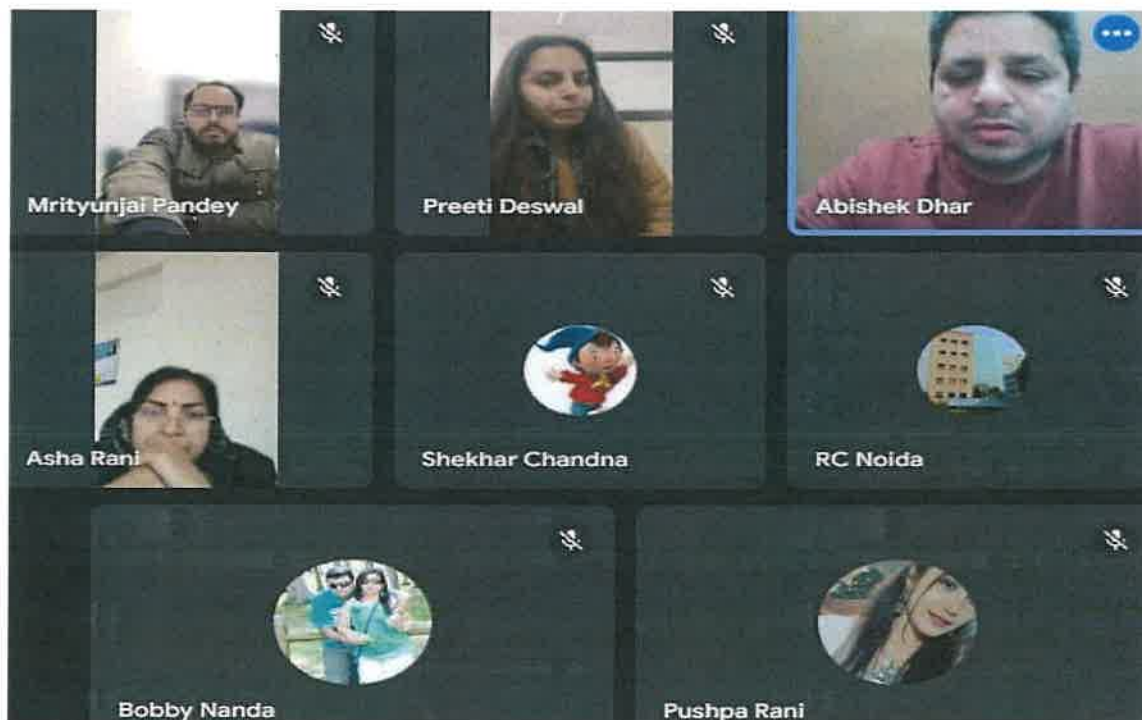 Mrityunjai Pandey
Preeti Deswal
Abishek Dhar
Asha Rani
Shekhar Chandna
RC Noida
Bobby Nanda
Pushpa Rani